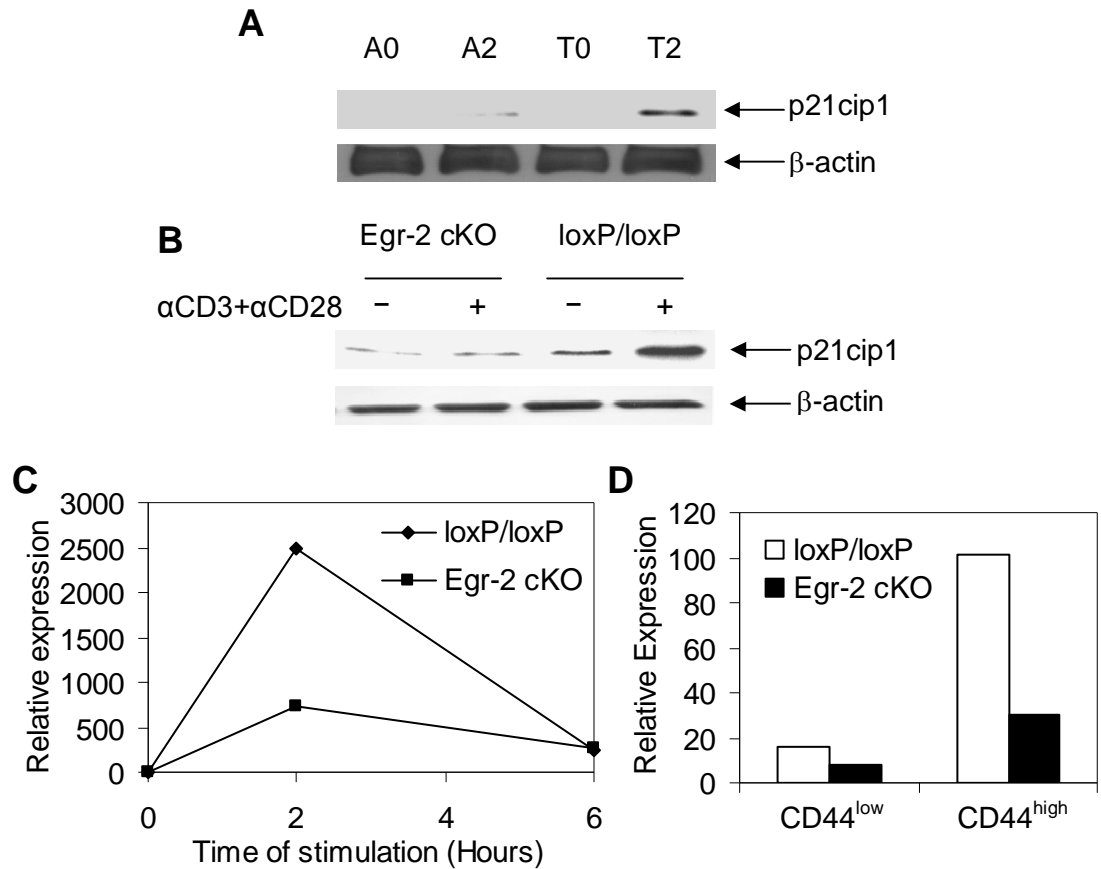 A
A0 A2 T0 T2
p21cip1
β-actin
B
Egr-2 cKO loxP/loxP
αCD3+αCD28 − + − +
p21cip1
β-actin
C
Relative expression
3000
2500
2000
1500
1000
500
0
loxP/loxP
Egr-2 cKO
0 2 4 6
Time of stimulation (Hours)
D
Relative Expression
120
100
80
60
40
20
0
loxP/loxP
Egr-2 cKO
CD44low CD44high